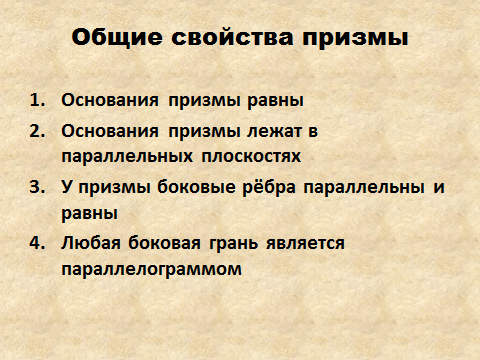 Общие свойства призмы
1. Основания призмы равны
2. Основания призмы лежат в
параллельных плоскостях
3. У призмы боковые рёбра параллельны и
равны
4. Любая боковая грань является
параллелограммом